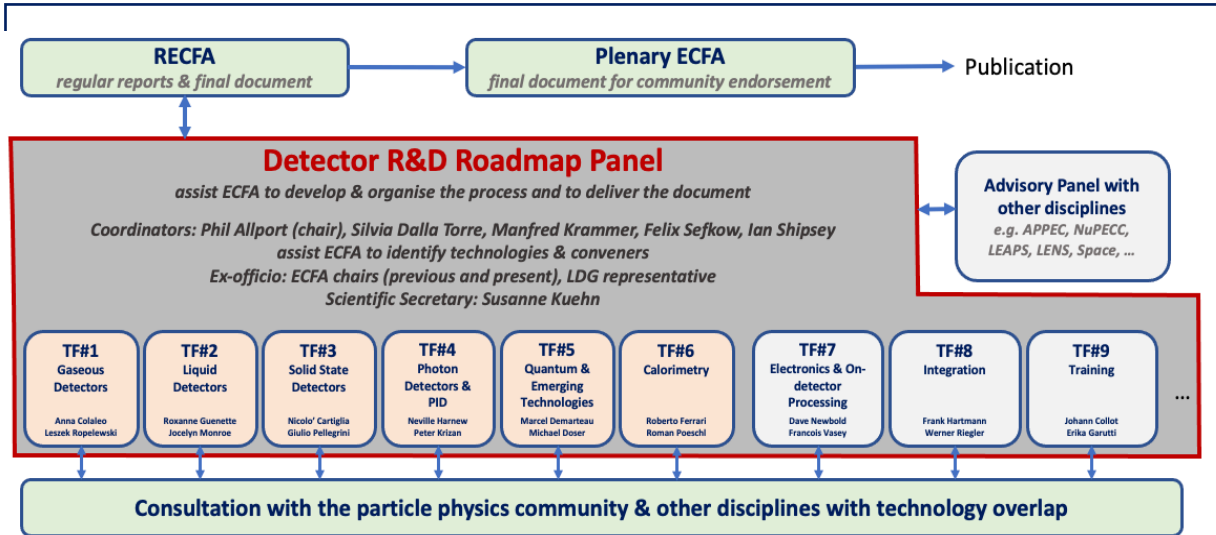 RECFA
regular reports & final document
Plenary ECFA
final document for community endorsement
Publication
Detector R&D Roadmap Panel
assist ECFA to develop & organise the process and to deliver the document
Coordinators: Phil Allport (chair), Silvia Dalla Torre, Manfred Krammer, Felix Sefkow, Ian Shipsey
assist ECFA to identify technologies & conveners
Ex-officio: ECFA chairs (previous and present), LDG representative
Scientific Secretary: Susanne Kuehn
Advisory Panel with
other disciplines
e.g. APPEC, NuPECC,
LEAPS, LENS, Space, …
TF#1
Gaseous
Detectors
Anna Colaleo
Leszek Ropelewski
TF#2
Liquid
Detectors
Roxanne Guenette
Jocelyn Monroe
TF#3
Solid State
Detectors
Nicolo' Cartiglia
Giulio Pellegrini
TF#4
Photon
Detectors &
PID
Neville Harnew
Peter Krizan
TF#5
Quantum &
Emerging
Technologies
Marcel Demarteau
Michael Doser
TF#6
Calorimetry
Roberto Ferrari
Roman Poeschl
TF#7
Electronics & On-
detector
Processing
Dave Newbold
Francois Vasey
TF#8
Integration
Frank Hartmann
Werner Riegler
TF#9
Training
Johann Collot
Erika Garutti
...
Consultation with the particle physics community & other disciplines with technology overlap